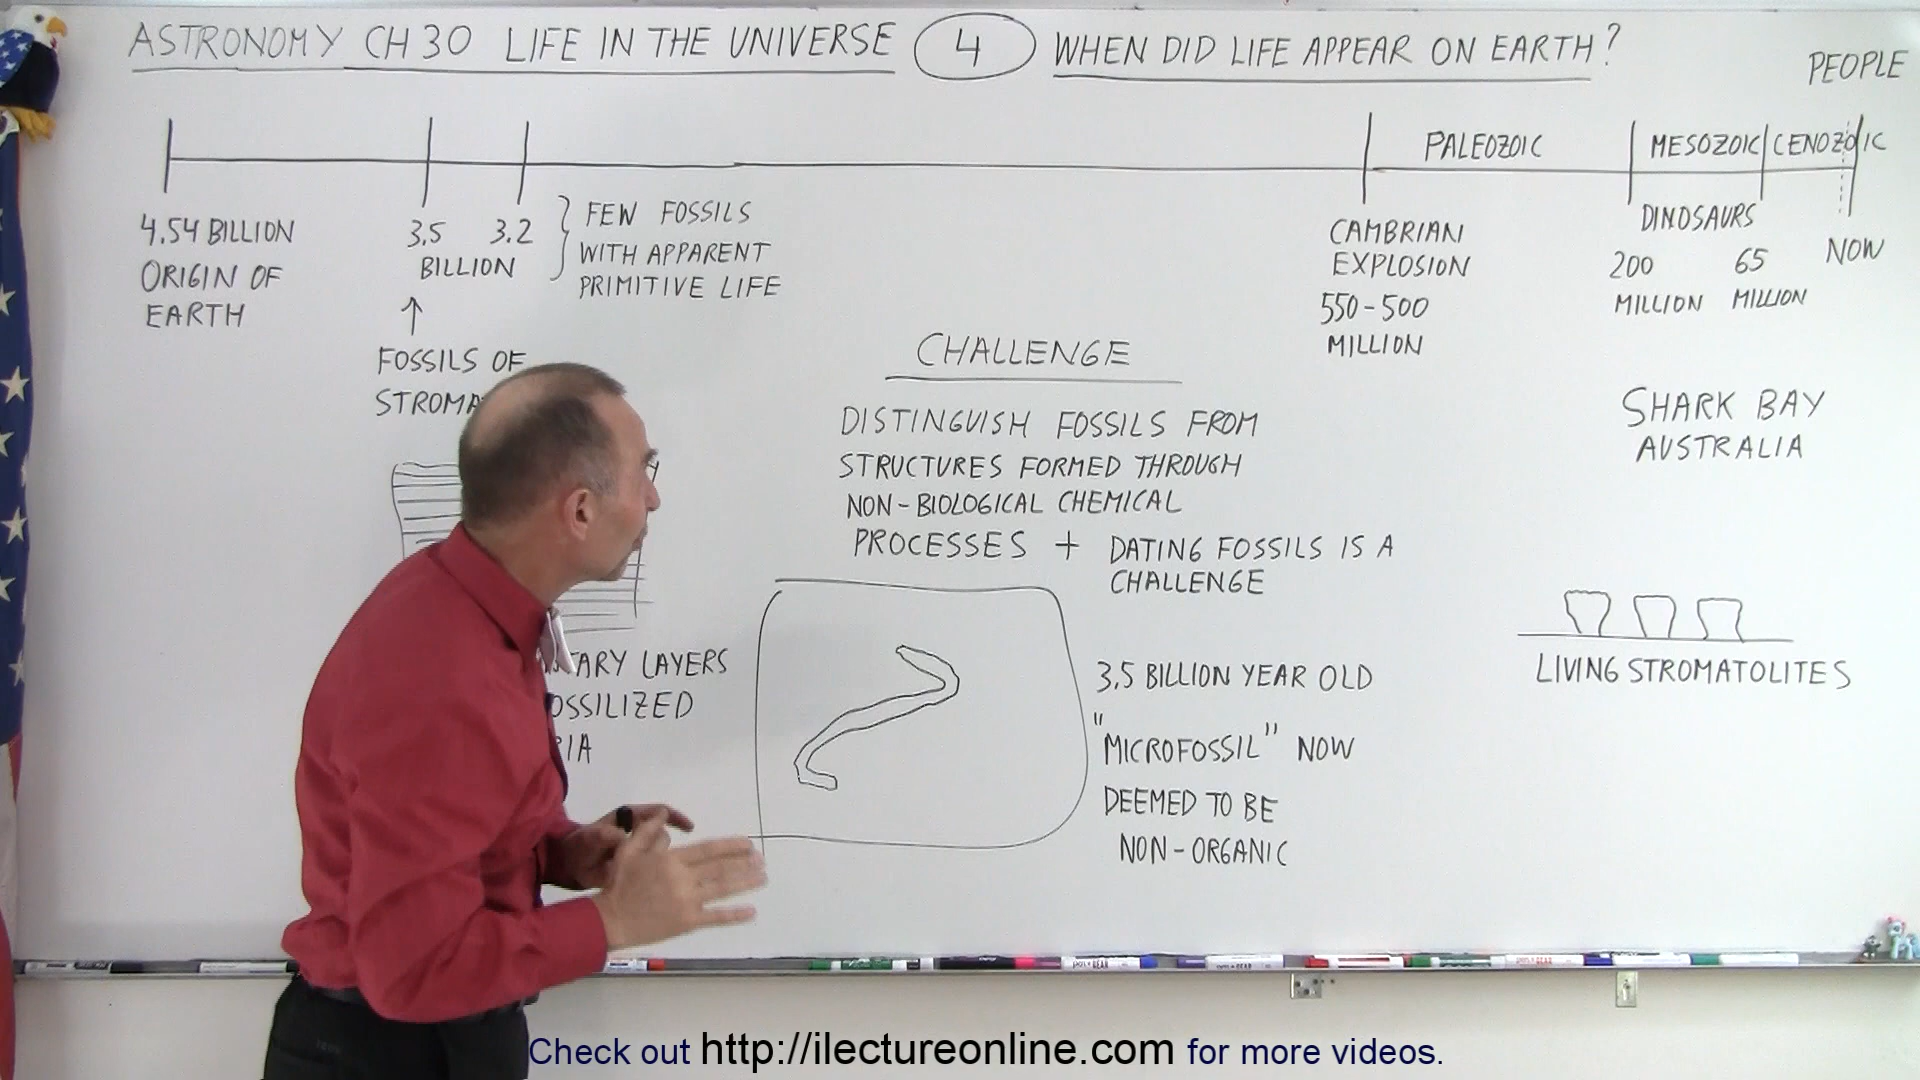 ASTRONOMY CH 30 LIFE IN THE UNIVERSE 4 WHEN DID LIFE APPEAR ON EARTH?
PEOPLE
PALEOZOIC
MESOZOIC
CENOZOIC
4.54 BILLION
ORIGIN OF
EARTH
3.5 3.2
BILLION
FEW FOSSILS
WITH APPARENT
PRIMITIVE LIFE
CAMBRIAN
EXPLOSION
550-500
MILLION
DINOSAURS
200
MILLION
65
MILLION
NOW
FOSSILS OF
CHALLENGE
DISTINGUISH FOSSILS FROM
STRUCTURES FORMED THROUGH
NON-BIOLOGICAL CHEMICAL
PROCESSES + DATING FOSSILS IS A
CHALLENGE
SHARK BAY
AUSTRALIA
LAYERS
3.5 BILLION YEAR OLD
"MICROFOSSIL" NOW
DEEMED TO BE
NON-ORGANIC
LIVING STROMATOLITES
Check out http://ilectureonline.com for more videos.